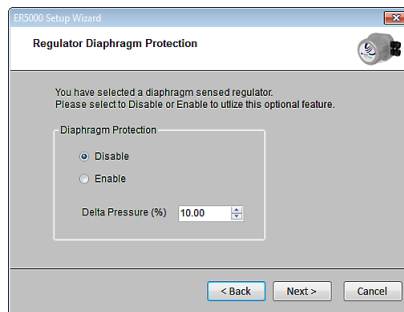 ER5000 Setup Wizard
Regulator Diaphragm Protection
You have selected a diaphragm sensed regulator.
Please select to Disable or Enable to utlize this optional feature.
Diaphragm Protection
Disable
Enable
Delta Pressure (%) 10.00
< Back Next > Cancel